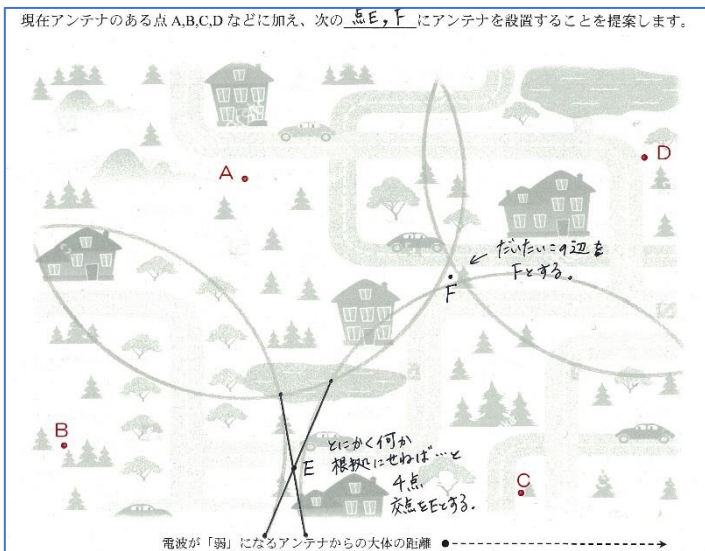 現在アンテナのある点 A,B,C,D などに加え、次の 点E, F にアンテナを設置することを提案します。
D
A
だいたいこの辺を
Fとする。
F
B
とにかく何か
根拠にせねば…と
E
4点
交点をEとする。
C
電波が「弱」になるアンテナからの大体の距離